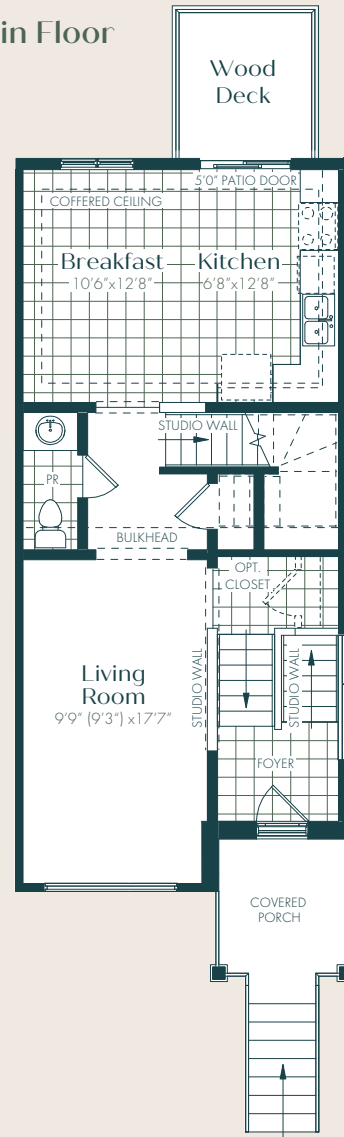 in Floor
Wood
Deck
5'0" PATIO DOOR
COFFERED CEILING
Breakfast
10'6"x12'8"
Kitchen
6'8"x12'8"
STUDIO WALL
PR
BULKHEAD
OPT.
CLOSET
STUDIO WALL
STUDIO WALL
Living
Room
9'9" (9'3") x17'7"
FOYER
COVERED
PORCH